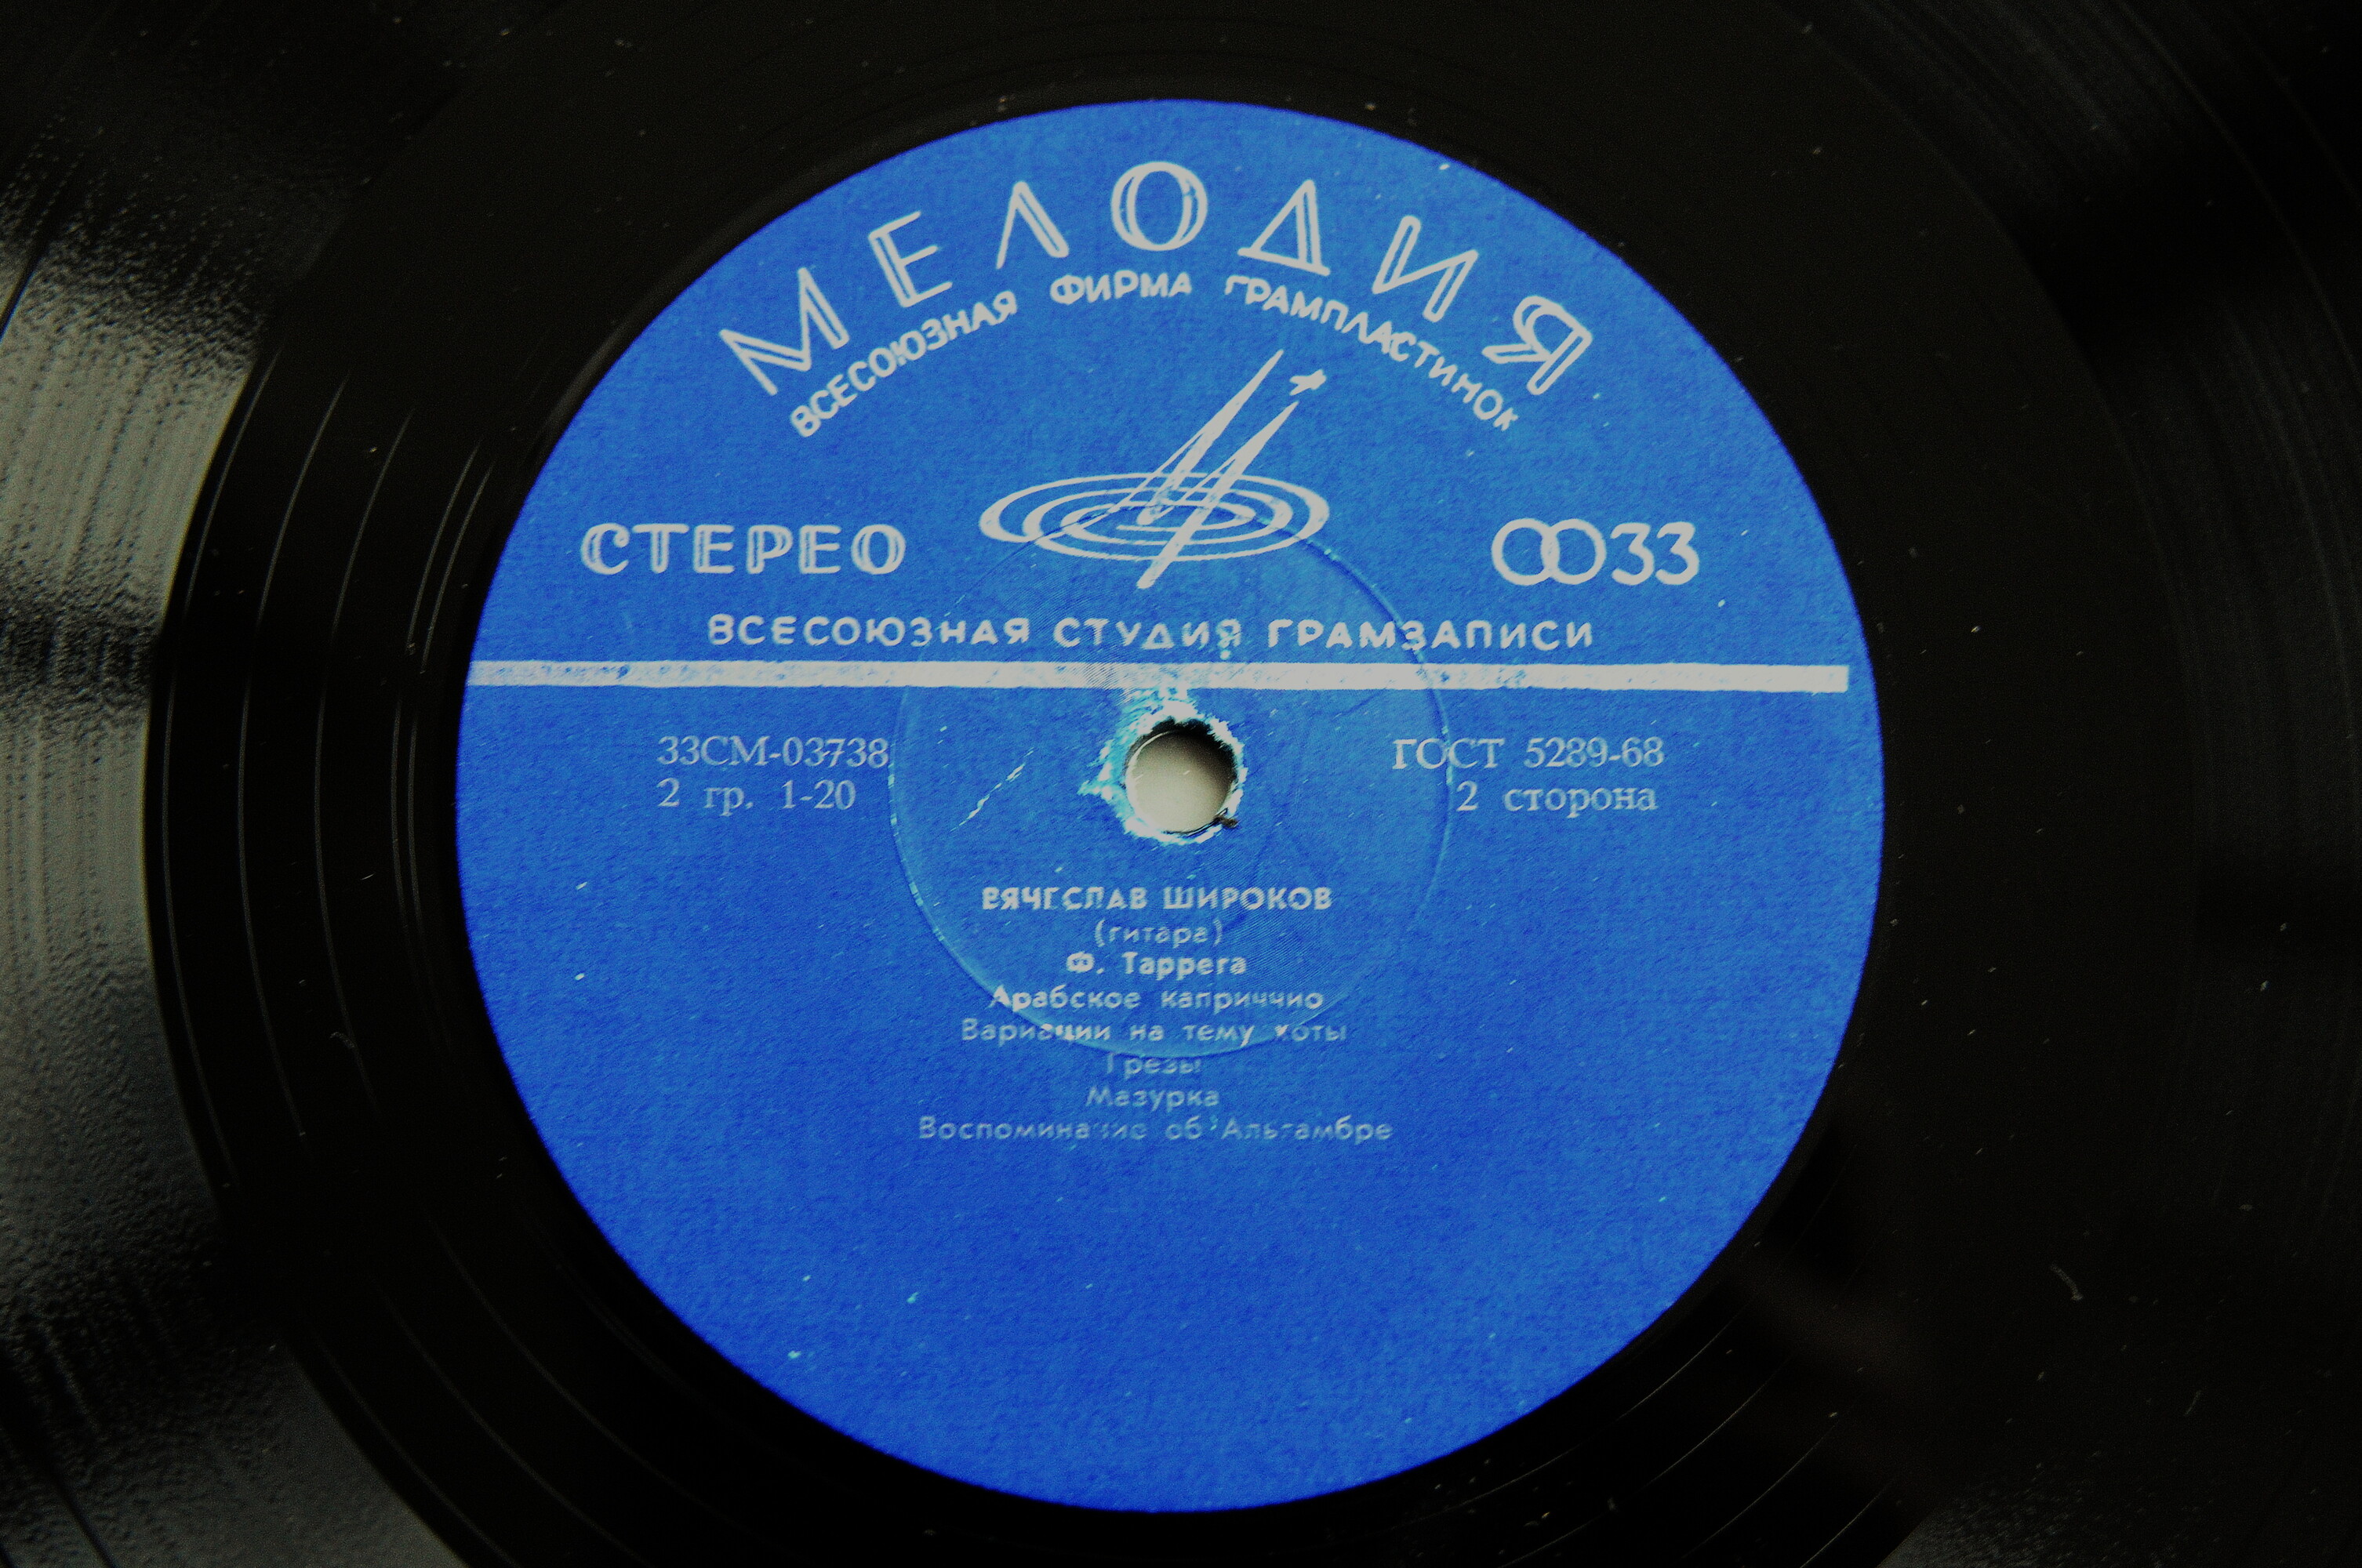 МЕЛОДИЯ
ВСЕСОЮЗНАЯ ФИРМА ГРАМПЛАСТИНОК
СТЕРЕО
33
ВСЕСОЮЗНАЯ СТУДИЯ ГРАМЗАПИСИ
33СМ-03738
ГОСТ 5289-68
2 гр. 1-20
2 сторона
ВЯЧЕСЛАВ ШИРОКОВ
(гитара)
Ф. Таррега
Арабское каприччио
Вариации на тему хоты
Грезы
Мазурка
Воспоминание об Альгамбре